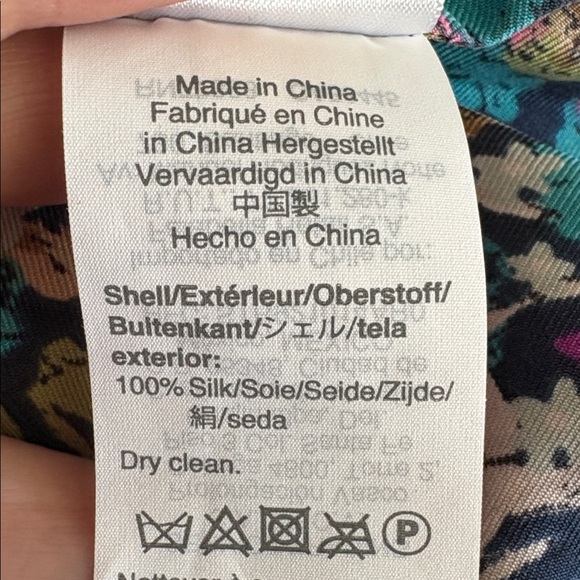 Made in China
Fabriqué en Chine
in China Hergestellt
Vervaardigd in China
中国製
Hecho en China
Shell/Extérieur/Oberstoff/
Buitenkant/シェル/tela
exterior:
100% Silk/Soie/Seide/Zijde/
絹/seda
Dry clean.
P